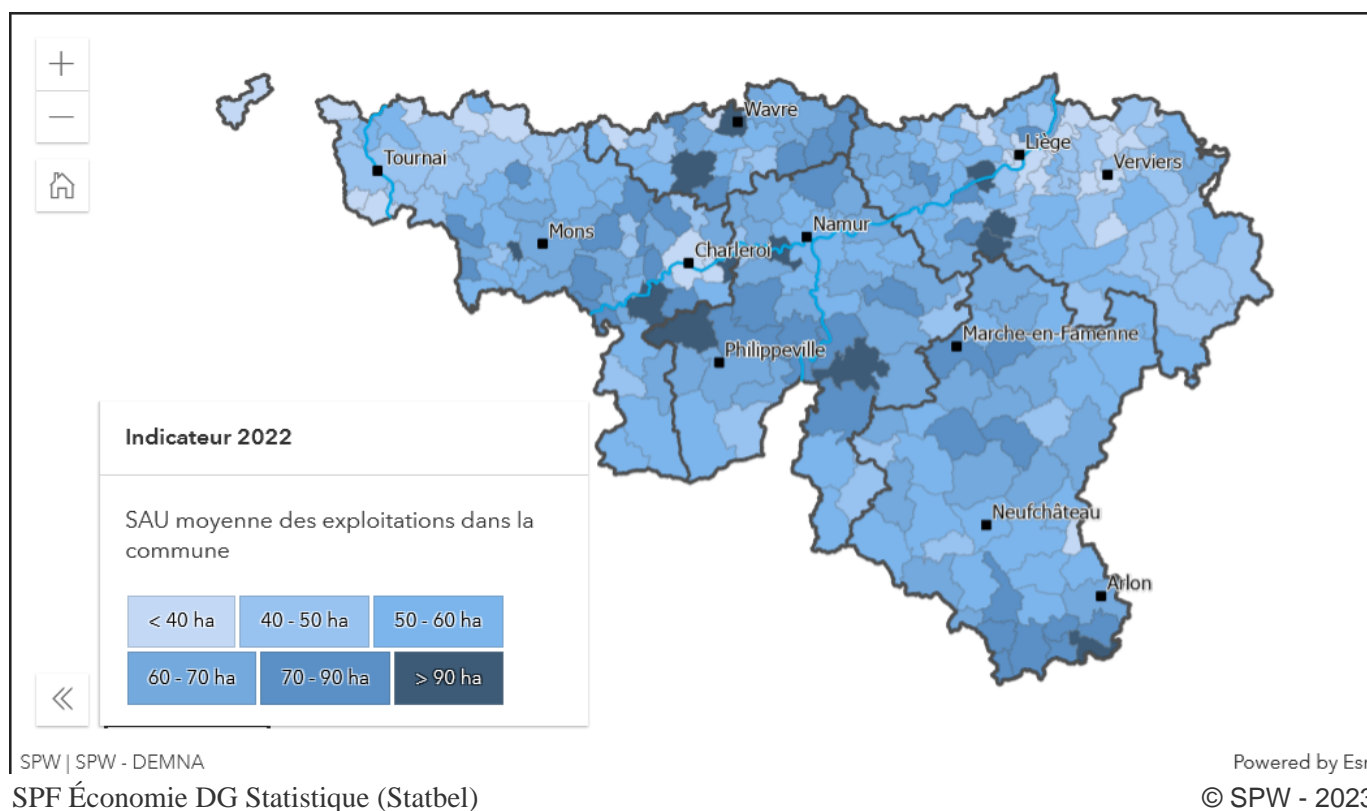 Wavre
Liège
Verviers
Tournai
Mons
Namur
Charleroi
Marche-en-Famenne
Philippeville
Neufchâteau
Arlon
Indicateur 2022
SAU moyenne des exploitations dans la
commune
< 40 ha 40 - 50 ha 50 - 60 ha
60 - 70 ha 70 - 90 ha > 90 ha
SPW | SPW - DEMNA Powered by Esr
SPF Économie DG Statistique (Statbel) © SPW - 2023